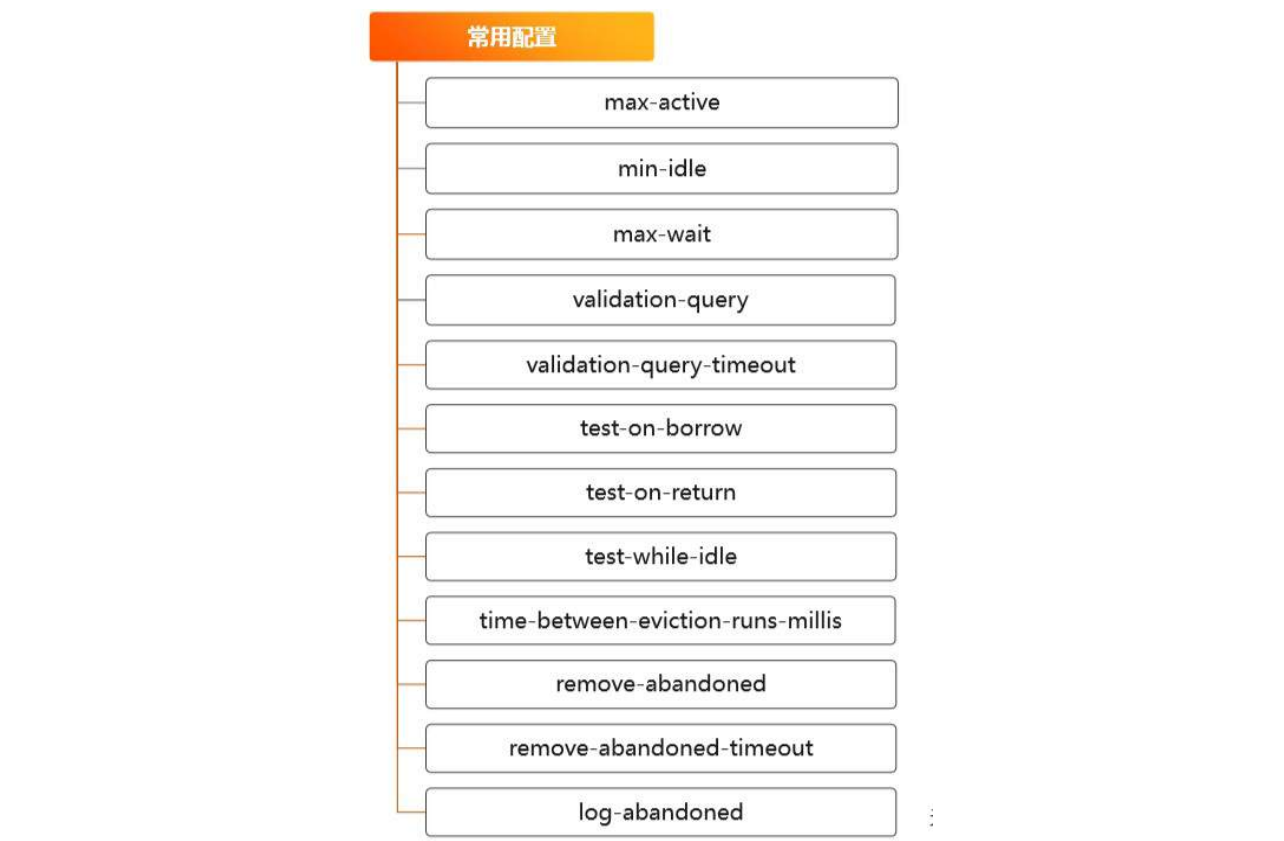 常用配置
max-active
min-idle
max-wait
validation-query
validation-query-timeout
test-on-borrow
test-on-return
test-while-idle
time-between-eviction-runs-millis
remove-abandoned
remove-abandoned-timeout
log-abandoned